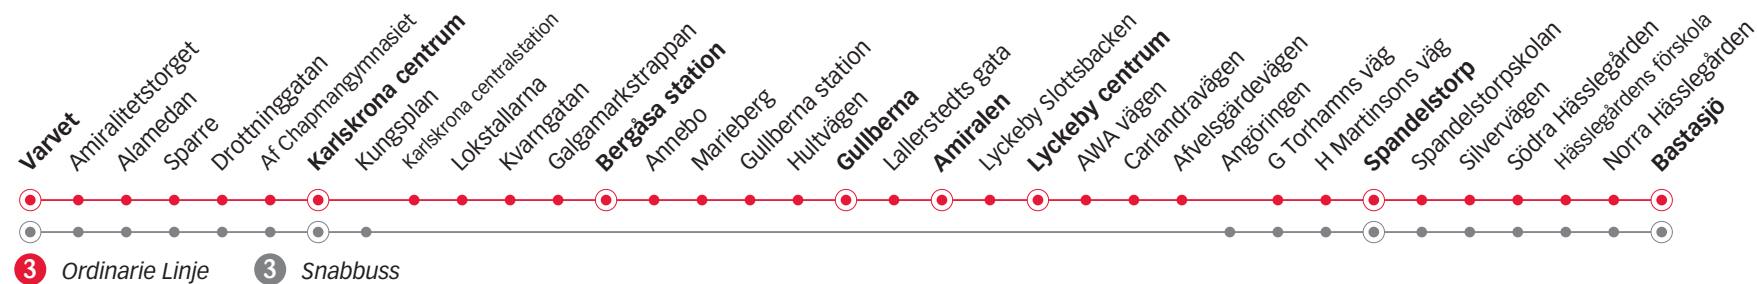 Varvet
Amiralitetstorget
Alamedan
Sparre
Drottninggatan
Af Chapmangymnasiet
Karlskrona centrum
Kungsplan
Karlskrona centralstation
Lokstallarna
Kvarngatan
Galgamarkstrappan
Bergåsa station
Annebo
Marieberg
Gullberna station
Hultvägen
Gullberna
Lallerstedts gata
Amiralen
Lyckeby Slottsbacken
Lyckeby centrum
AWA vägen
Carlandravägen
Afvelsgärdevägen
Angöringen
G Torhamns väg
H Martinsons väg
Spandelstorp
Spandelstorpskolan
Silvervägen
Södra Hässlegården
Hässlegårdens förskola
Norra Hässlegården
Bastasjö
3 Ordinarie Linje
3 Snabbuss